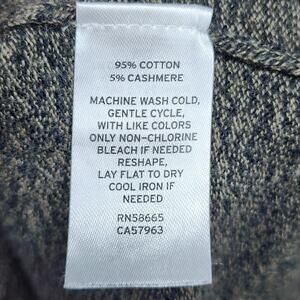 95% COTTON
5% CASHMERE
MACHINE WASH COLD,
GENTLE CYCLE,
WITH LIKE COLORS
ONLY NON-CHLORINE
BLEACH IF NEEDED
RESHAPE,
LAY FLAT TO DRY
COOL IRON IF
NEEDED
RN58665
CA57963